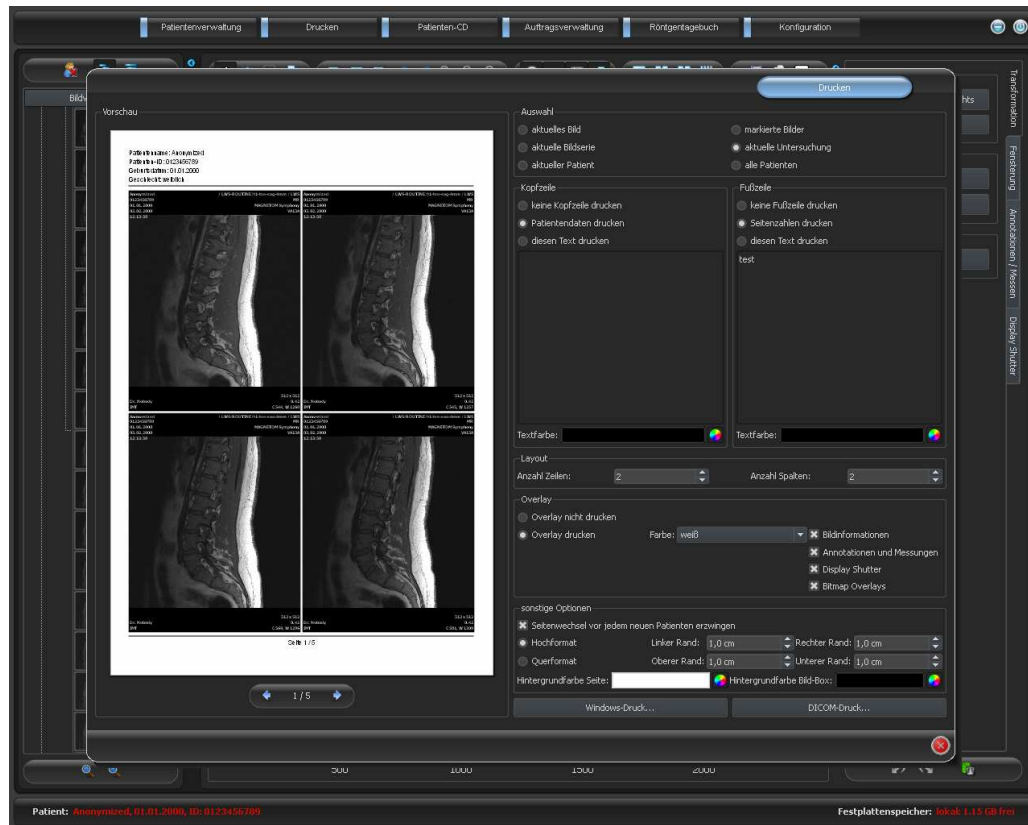 Patientenverwaltung
Drucken
Patienten-CD
Auftragsverwaltung
Röntgentagebuch
Konfiguration
Transformation
Fensterung
Annotationen / Messen
Display Shutter
Drucken
Vorschau
Patientenname: Anonymized
Patienten-ID: 0123456789
Geburtsdatum: 01.01.2000
Geschlecht: weiblich
Seite 1/5
1 / 5
Auswahl
aktuelles Bild
markierte Bilder
aktuelle Bildserie
aktuelle Untersuchung
aktueller Patient
alle Patienten
Kopfzeile
keine Kopfzeile drucken
Patientendaten drucken
diesen Text drucken
Textfarbe:
Fußzeile
keine Fußzeile drucken
Seitenzahlen drucken
diesen Text drucken
test
Textfarbe:
Layout
Anzahl Zeilen: 2 Anzahl Spalten: 2
Overlay
Overlay nicht drucken
Overlay drucken Farbe: weiß Bildinformationen
Annotationen und Messungen
Display Shutter
Bitmap Overlays
sonstige Optionen
Seitenwechsel vor jedem neuen Patienten erzwingen
Hochformat Linker Rand: 1,0 cm Rechter Rand: 1,0 cm
Querformat Oberer Rand: 1,0 cm Unterer Rand: 1,0 cm
Hintergrundfarbe Seite: Hintergrundfarbe Bild-Box:
Windows-Druck... DICOM-Druck...
500 1000 1500 2000
Patient: Anonymized, 01.01.2000, ID: 0123456789
Festplattenspeicher: lokal: 1.15 GB frei